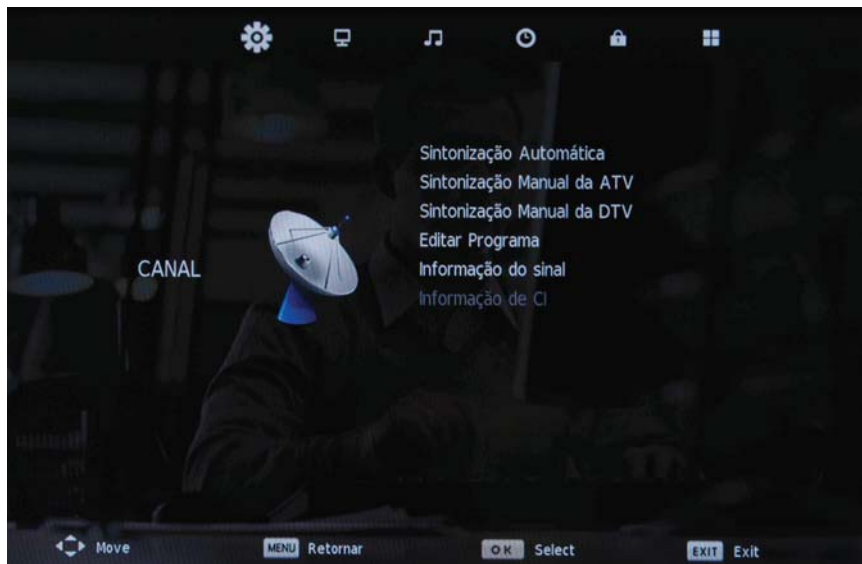 Sintonização Automática
Sintonização Manual da ATV
Sintonização Manual da DTV
Editar Programa
CANAL
Informação do sinal
Informação de CI
Move
MENU Retornar
OK Select
EXIT Exit